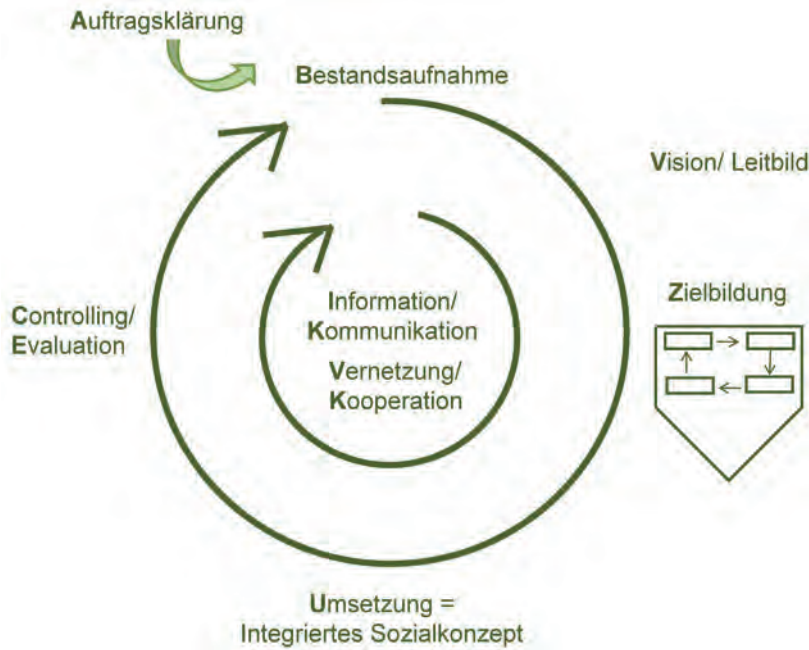 Auftragsklärung
Bestandsaufnahme
Vision/ Leitbild
Zielbildung
Information/
Kommunikation
Vernetzung/
Kooperation
Controlling/
Evaluation
Umsetzung =
Integriertes Sozialkonzept